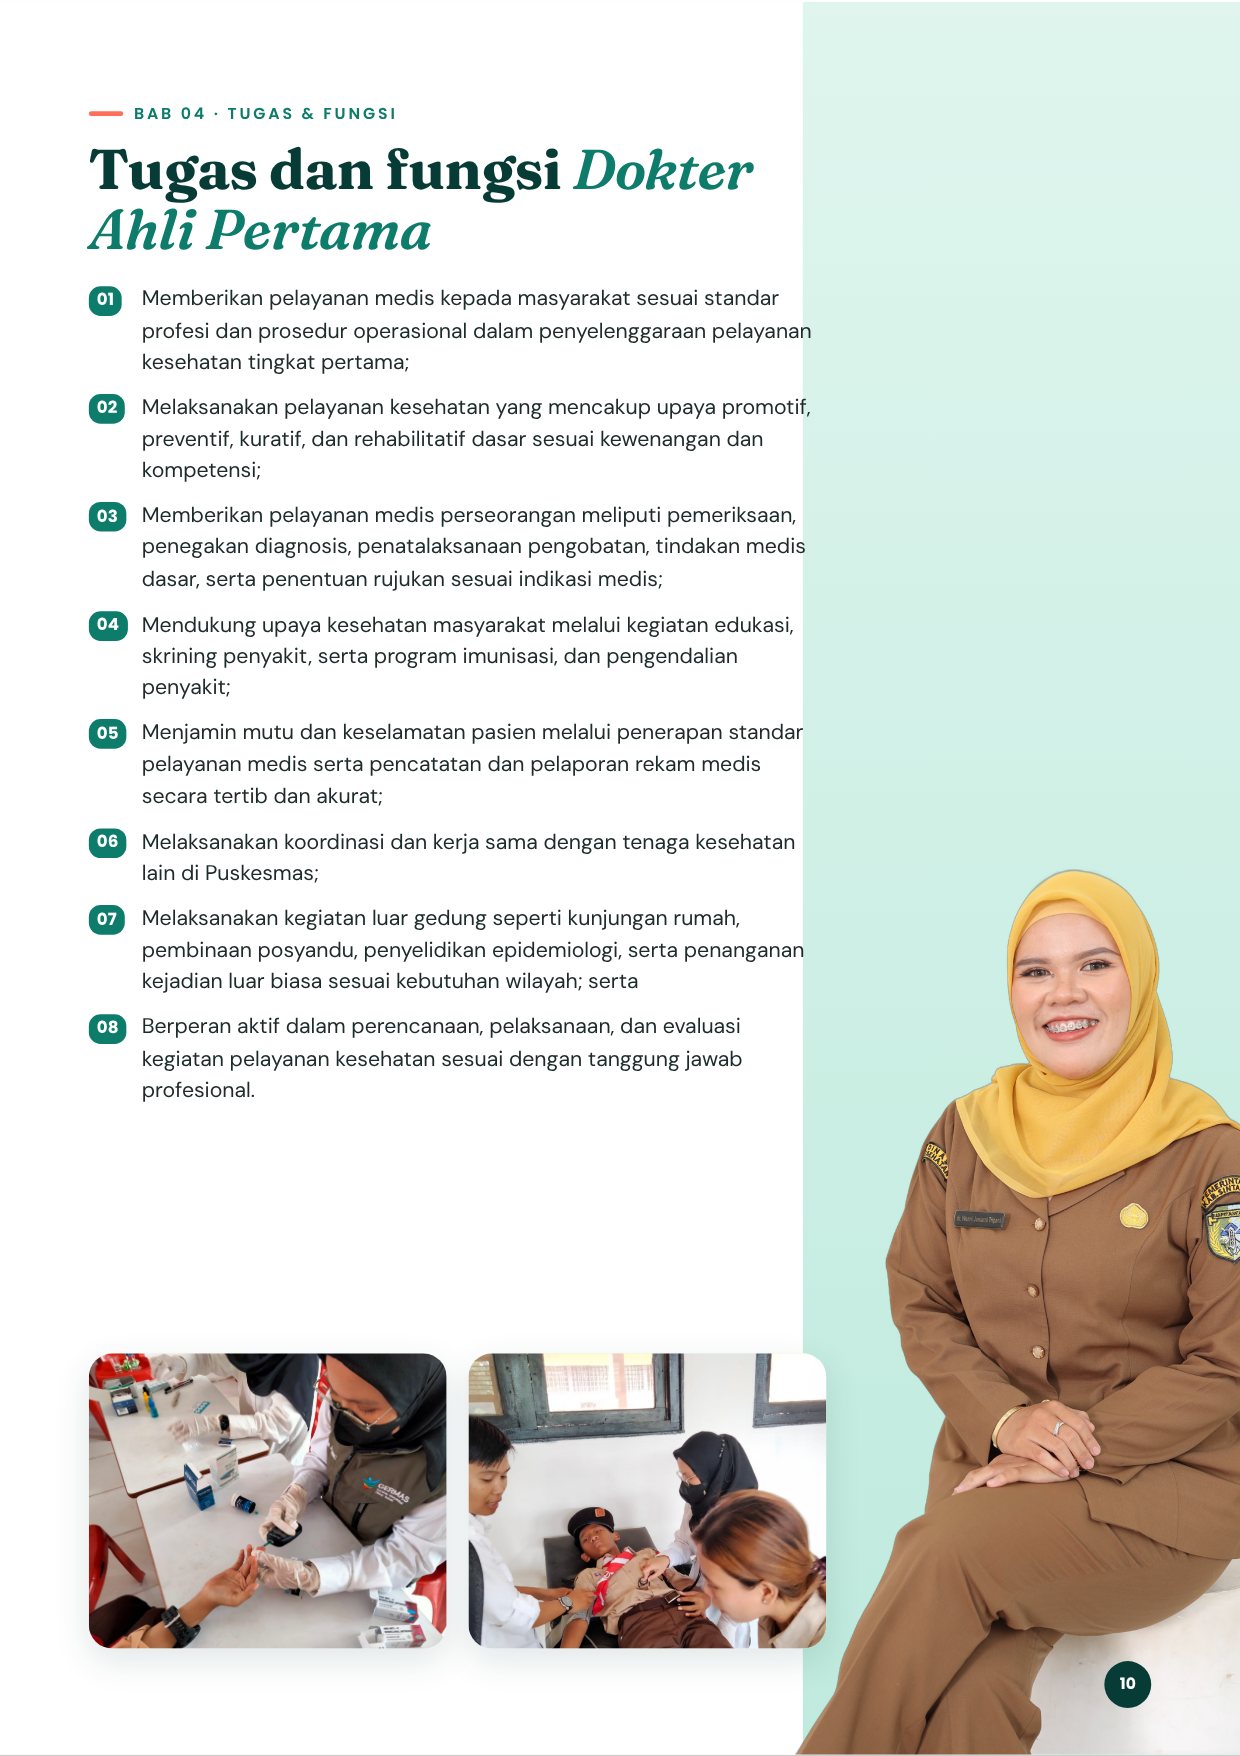 BAB 04 · TUGAS & FUNGSI
Tugas dan fungsi Dokter
Ahli Pertama
01 Memberikan pelayanan medis kepada masyarakat sesuai standar
profesi dan prosedur operasional dalam penyelenggaraan pelayanan
kesehatan tingkat pertama;
02 Melaksanakan pelayanan kesehatan yang mencakup upaya promotif,
preventif, kuratif, dan rehabilitatif dasar sesuai kewenangan dan
kompetensi;
03 Memberikan pelayanan medis perseorangan meliputi pemeriksaan,
penegakan diagnosis, penatalaksanaan pengobatan, tindakan medis
dasar, serta penentuan rujukan sesuai indikasi medis;
04 Mendukung upaya kesehatan masyarakat melalui kegiatan edukasi,
skrining penyakit, serta program imunisasi, dan pengendalian
penyakit;
05 Menjamin mutu dan keselamatan pasien melalui penerapan standar
pelayanan medis serta pencatatan dan pelaporan rekam medis
secara tertib dan akurat;
06 Melaksanakan koordinasi dan kerja sama dengan tenaga kesehatan
lain di Puskesmas;
07 Melaksanakan kegiatan luar gedung seperti kunjungan rumah,
pembinaan posyandu, penyelidikan epidemiologi, serta penanganan
kejadian luar biasa sesuai kebutuhan wilayah; serta
08 Berperan aktif dalam perencanaan, pelaksanaan, dan evaluasi
kegiatan pelayanan kesehatan sesuai dengan tanggung jawab
profesional.
GERMAS
10